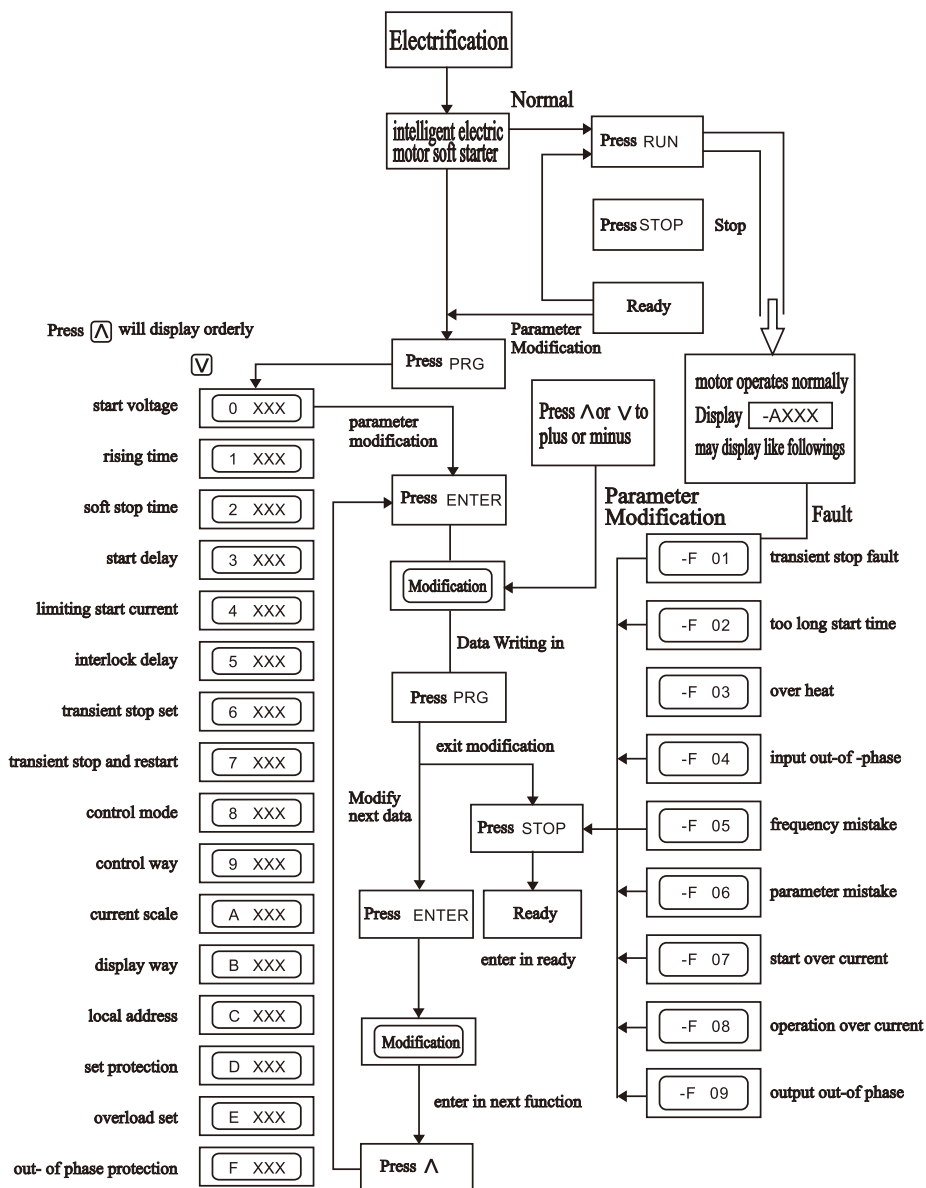 Electrification
Normal
intelligent electric
motor soft starter
Press RUN
Press STOP Stop
Ready
Parameter
Modification
Press Λ will display orderly
V
Press PRG
start voltage 0 XXX
rising time 1 XXX
soft stop time 2 XXX
start delay 3 XXX
limiting start current 4 XXX
interlock delay 5 XXX
transient stop set 6 XXX
transient stop and restart 7 XXX
control mode 8 XXX
control way 9 XXX
current scale A XXX
display way B XXX
local address C XXX
set protection D XXX
overload set E XXX
out- of phase protection F XXX
parameter
modification
Press ENTER
Modification
Data Writing in
Press PRG
exit modification
Modify
next data
Press STOP
Press ENTER
Ready
enter in ready
Modification
enter in next function
Press Λ
Press Λ or V to
plus or minus
motor operates normally
Display -AXXX
may display like followings
Parameter
Modification
Fault
-F 01 transient stop fault
-F 02 too long start time
-F 03 over heat
-F 04 input out-of -phase
-F 05 frequency mistake
-F 06 parameter mistake
-F 07 start over current
-F 08 operation over current
-F 09 output out-of phase